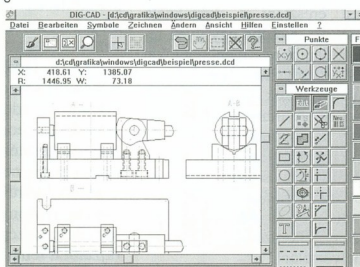 DIG-CAD - [d:\cd\grafika\windows\digcad\beispiel\presse.dcd]
Datei Bearbeiten Symbole Zeichnen Ändern Ansicht Hilfen Einstellen ?
d:\cd\grafika\windows\digcad\beispiel\presse.dcd
X: 418.61 Y: 1385.07
R: 1446.95 W: 73.18
Punkte
Werkzeuge
A - C
A-B
T